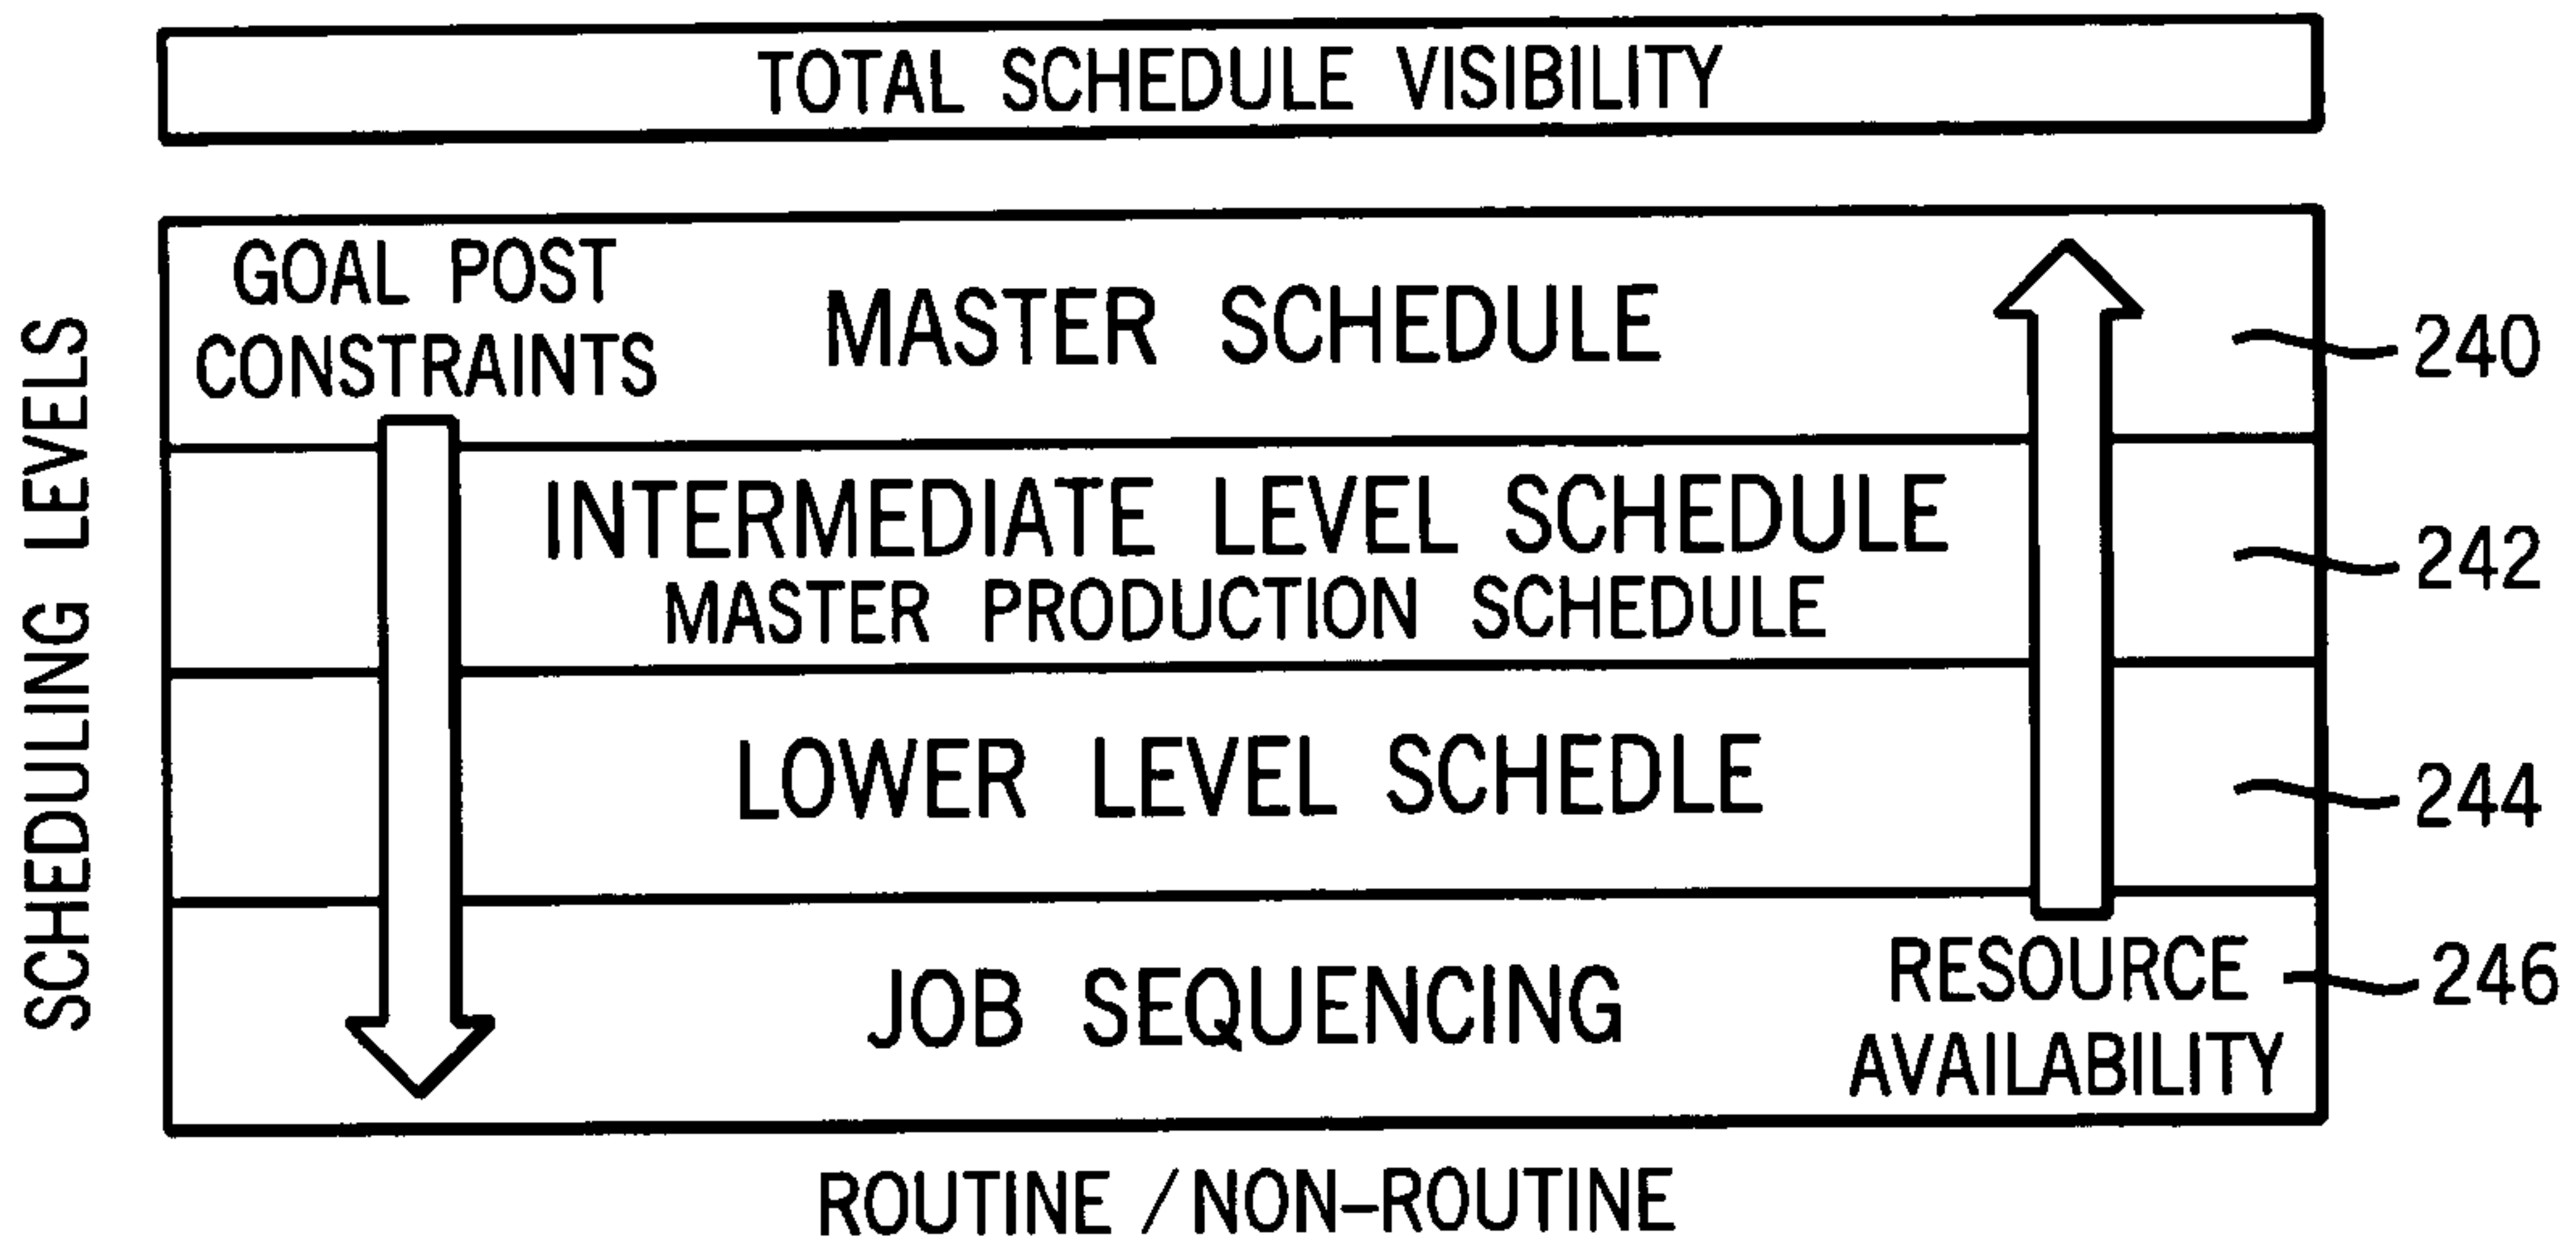 TOTAL SCHEDULE VISIBILITY
SCHEDULING LEVELS
GOAL POST
CONSTRAINTS
MASTER SCHEDULE
240
INTERMEDIATE LEVEL SCHEDULE
MASTER PRODUCTION SCHEDULE
242
LOWER LEVEL SCHEDLE
244
JOB SEQUENCING
RESOURCE
AVAILABILITY
246
ROUTINE / NON-ROUTINE